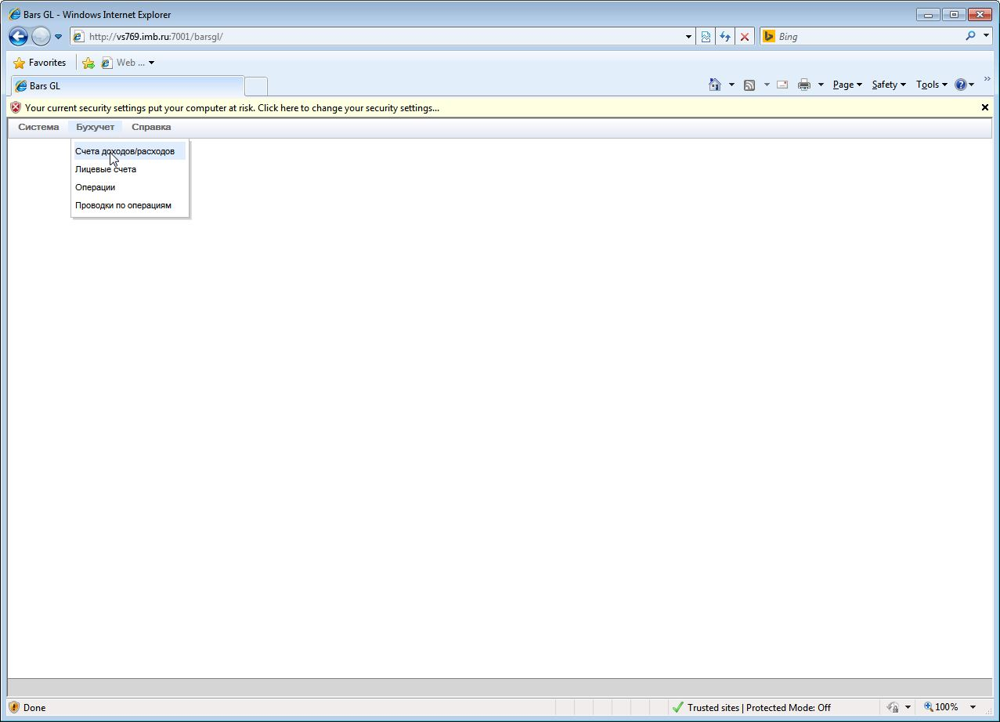 Bars GL - Windows Internet Explorer
http://vs769.imb.ru:7001/barsgl/
Bing
Favorites
Web ...
Bars GL
Page
Safety
Tools
Your current security settings put your computer at risk. Click here to change your security settings...
Система Бухучет Справка
Счета доходов/расходов
Лицевые счета
Операции
Проводки по операциям
Done
Trusted sites | Protected Mode: Off
100%